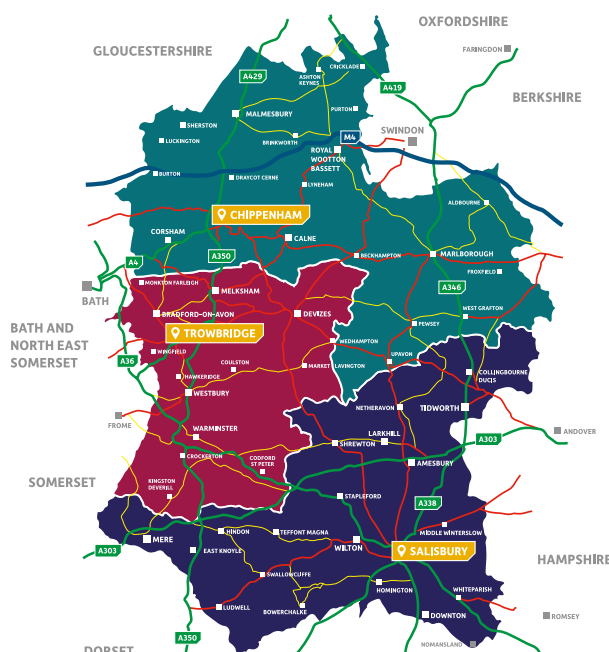 OXFORDSHIRE
GLOUCESTERSHIRE
FARINGDON
CRICKLADE
A429
ASHTON
KEYNES
A419
BERKSHIRE
PURTON
MALMESBURY
SHERSTON
M4
SWINDON
LUCKINGTON
BRINKWORTH
ROYAL
WOOTTON
BASSETT
BURTON
DRAYCOT CERNE
LYNEHAM
ALDBOURNE
CHIPPENHAM
CORSHAM
CALNE
A350
BECKHAMPTON
MARLBOROUGH
A4
FROXFIELD
MONKTON FARLEIGH
A346
BATH
MELKSHAM
BRADFORD-ON-AVON
DEVIZES
WEST GRAFTON
BATH AND
NORTH EAST
SOMERSET
TROWBRIDGE
PEWSEY
WEDHAMPTON
WINGFIELD
A36
COULSTON
MARKET LAVINGTON
UPAVON
COLLINGBOURNE
DUCIS
HAWKERIDGE
WESTBURY
NETHERAVON
TIDWORTH
FROME
WARMINSTER
LARKHILL
ANDOVER
SHREWTON
A303
CROCKERTON
CODFORD
ST PETER
AMESBURY
SOMERSET
KINGSTON
DEVERILL
STAPLEFORD
A338
HINDON
TEFFONT MAGNA
MIDDLE WINTERSLOW
MERE
WILTON
A303
EAST KNOYLE
SALISBURY
HAMPSHIRE
SWALLOWCLIFFE
HOMINGTON
WHITEPARISH
LUDWELL
BOWERCHALKE
DOWNTON
ROMSEY
A350
NOMANSLAND
DORSET